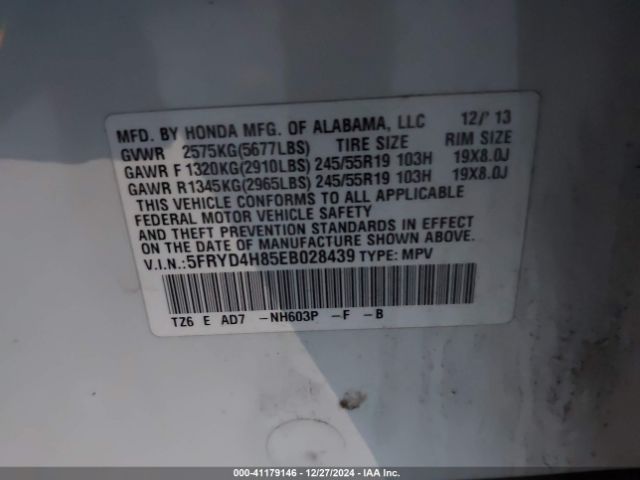 MFD. BY HONDA MFG. OF ALABAMA, LLC 12/'13
GVWR 2575KG(5677LBS) TIRE SIZE RIM SIZE
GAWR F 1320KG(2910LBS) 245/55R19 103H 19X8.0J
GAWR R1345KG(2965LBS) 245/55R19 103H 19X8.0J
THIS VEHICLE CONFORMS TO ALL APPLICABLE
FEDERAL MOTOR VEHICLE SAFETY
AND THEFT PREVENTION STANDARDS IN EFFECT
ON THE DATE OF MANUFACTURE SHOWN ABOVE.
V.I.N.:5FRYD4H85EB028439 TYPE: MPV
TZ6 E AD7 -NH603P -F -B
000-41179146 - 12/27/2024 - IAA Inc.